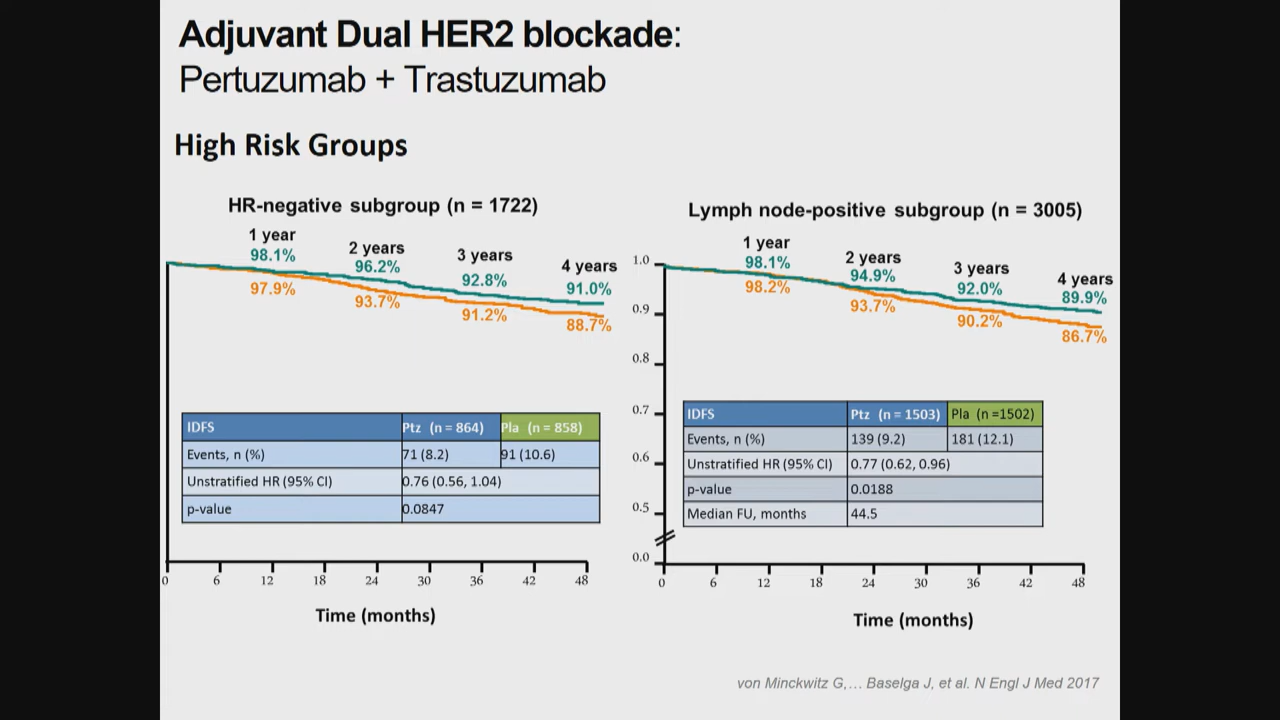 Adjuvant Dual HER2 blockade:
Pertuzumab + Trastuzumab
High Risk Groups
HR-negative subgroup (n = 1722)
1 year
98.1%
97.9%
2 years
96.2%
93.7%
3 years
92.8%
91.2%
4 years
91.0%
88.7%
IDFS Ptz (n = 864) Pla (n = 858)
Events, n (%) 71 (8.2) 91 (10.6)
Unstratified HR (95% CI) 0.76 (0.56, 1.04)
p-value 0.0847
0 6 12 18 24 30 36 42 48
Time (months)
Lymph node-positive subgroup (n = 3005)
1 year
98.1%
98.2%
2 years
94.9%
93.7%
3 years
92.0%
90.2%
4 years
89.9%
86.7%
1.0
0.9
0.8
0.7
0.6
0.5
0.0
IDFS Ptz (n = 1503) Pla (n =1502)
Events, n (%) 139 (9.2) 181 (12.1)
Unstratified HR (95% CI) 0.77 (0.62, 0.96)
p-value 0.0188
Median FU, months 44.5
0 6 12 18 24 30 36 42 48
Time (months)
von Minckwitz G,... Baselga J, et al. N Engl J Med 2017